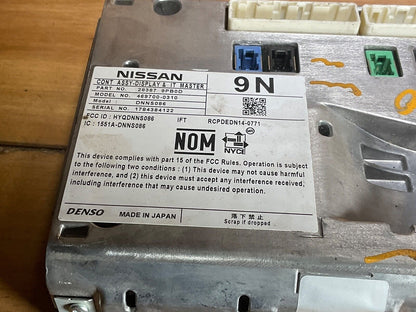 NISSAN
CONT ASSY-DISPLAY & IT MASTER
PART NO. 28387 9PB0D
MODEL NO. 469700-0310
Model: DNNS086
SERIAL NO. 1784384122
9N
FCC ID : HYQDNNS086
IC : 1551A-DNNS086
IFT RCPDEDN14-0771
NOM NYCE
This device complies with part 15 of the FCC Rules. Operation is subject
to the following two conditions : (1) This device may not cause harmful
interference, and (2) this device must accept any interference received,
including interference that may cause undesired operation.
DENSO MADE IN JAPAN
落下禁止
Scrap if dropped